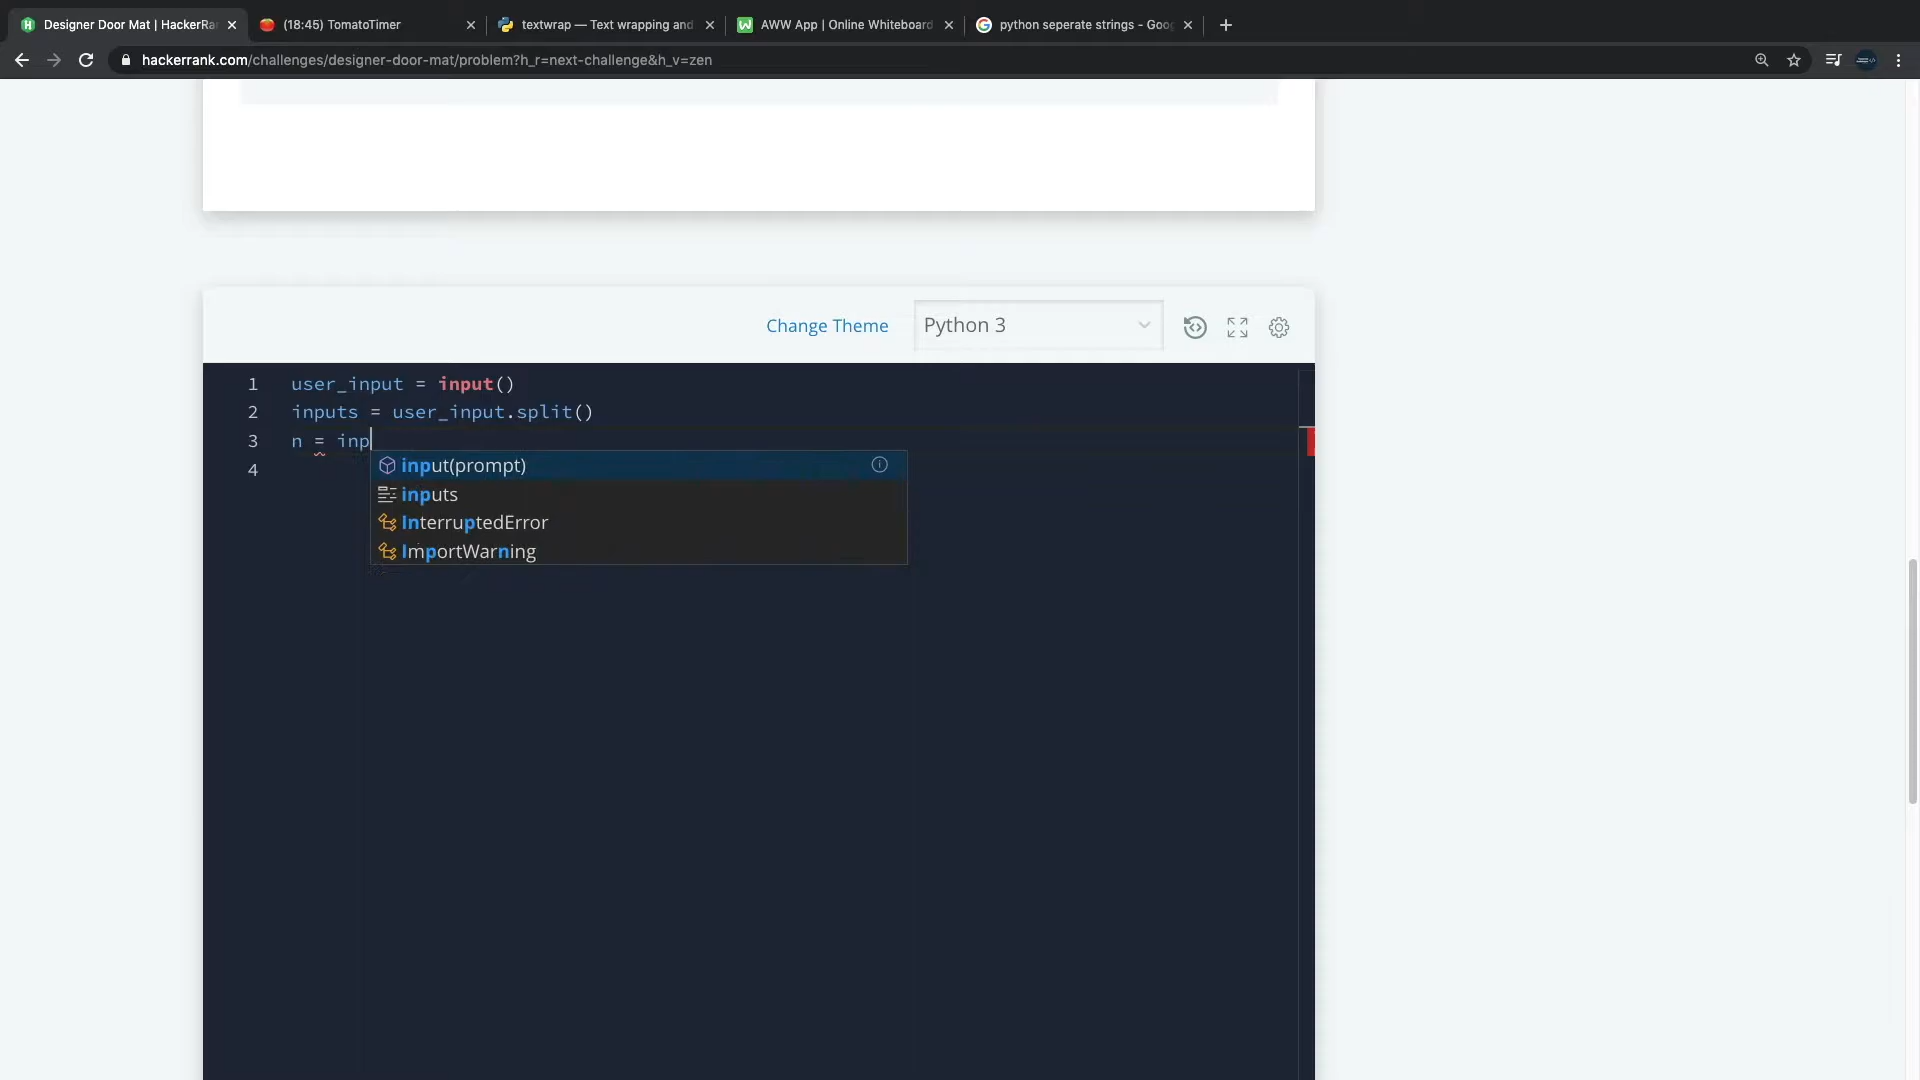 Designer Door Mat | HackerRa
(18:45) TomatoTimer
textwrap — Text wrapping and
AWW App | Online Whiteboard
python seperate strings - Goog
hackerrank.com/challenges/designer-door-mat/problem?h_r=next-challenge&h_v=zen
Change Theme
Python 3
1 user_input = input()
2 inputs = user_input.split()
3 n = inp
input(prompt)
4
inputs
InterruptedError
ImportWarning